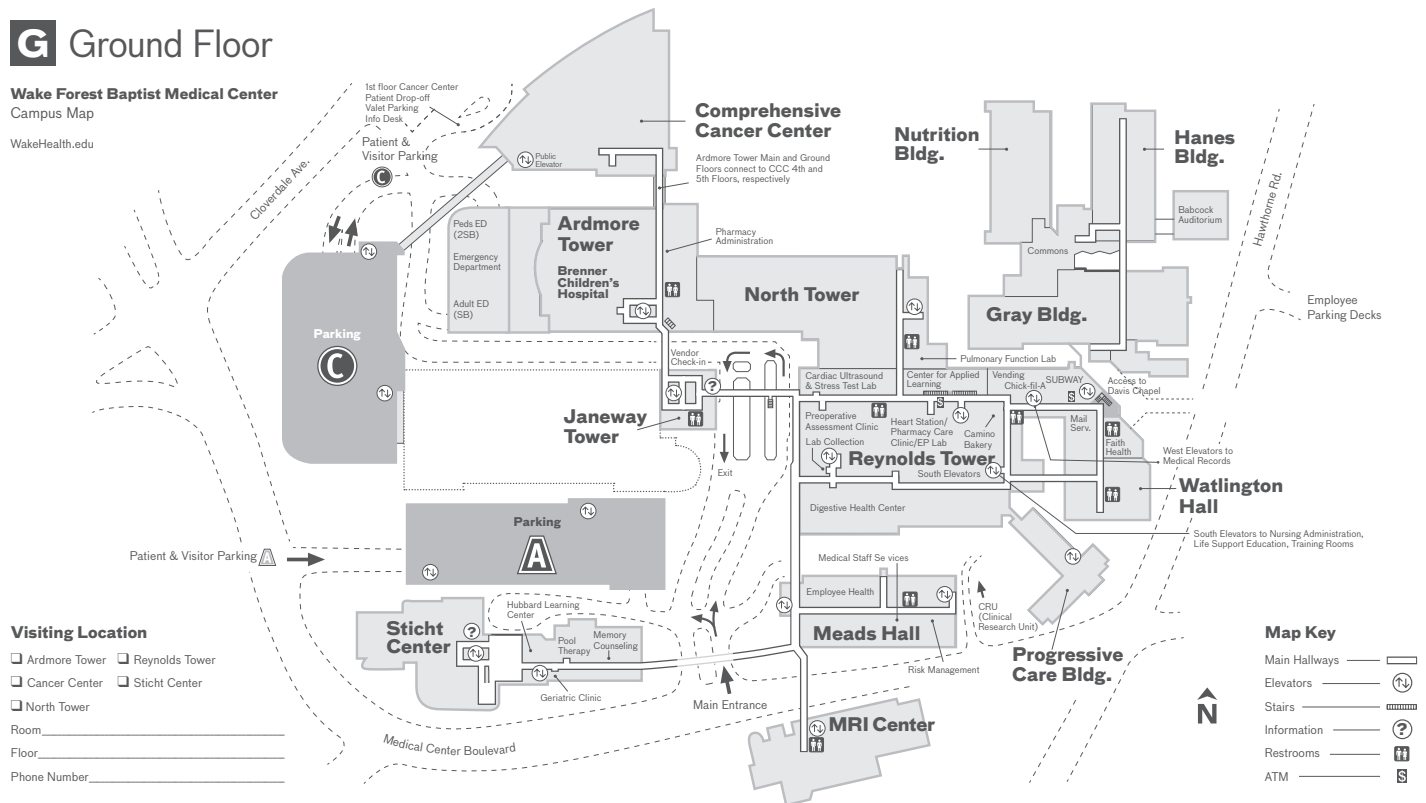 G Ground Floor
Wake Forest Baptist Medical Center
Campus Map
WakeHealth.edu
1st floor Cancer Center
Patient Drop-off
Valet Parking
Info Desk
Patient &
Visitor Parking
C
Cloverdale Ave.
Public
Elevator
Comprehensive
Cancer Center
Ardmore Tower Main and Ground
Floors connect to CCC 4th and
5th Floors, respectively
Nutrition
Bldg.
Hanes
Bldg.
Babcock
Auditorium
Commons
Gray Bldg.
Hawthorne Rd.
Employee
Parking Decks
Peds ED
(2SB)
Emergency
Department
Adult ED
(SB)
Ardmore
Tower
Brenner
Children's
Hospital
Pharmacy
Administration
North Tower
Parking
C
Vendor
Check-in
?
Janeway
Tower
Exit
Pulmonary Function Lab
Cardiac Ultrasound
& Stress Test Lab
Center for Applied
Learning
Vending
Chick-fil-A
SUBWAY
$
Access to
Davis Chapel
Preoperative
Assessment Clinic
Heart Station/
Pharmacy Care
Clinic/EP Lab
$
Camino
Bakery
Mail
Serv.
Faith
Health
Lab Collection
Reynolds Tower
South Elevators
West Elevators to
Medical Records
Watlington
Hall
Digestive Health Center
South Elevators to Nursing Administration,
Life Support Education, Training Rooms
Parking
A
Patient & Visitor Parking A
Medical Staff Se vices
Employee Health
Meads Hall
Risk Management
CRU
(Clinical
Research Unit)
Progressive
Care Bldg.
Sticht
Center
?
Hubbard Learning
Center
Pool
Therapy
Memory
Counseling
Geriatric Clinic
Main Entrance
MRI Center
Medical Center Boulevard
Visiting Location
Ardmore Tower
Reynolds Tower
Cancer Center
Sticht Center
North Tower
Room
Floor
Phone Number
N
Map Key
Main Hallways
Elevators
Stairs
Information ?
Restrooms
ATM $